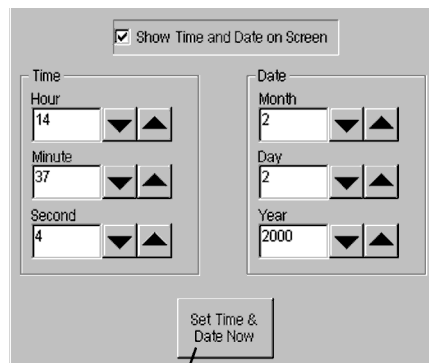 Show Time and Date on Screen
Time
Hour
14
Minute
37
Second
4
Date
Month
2
Day
2
Year
2000
Set Time &
Date Now